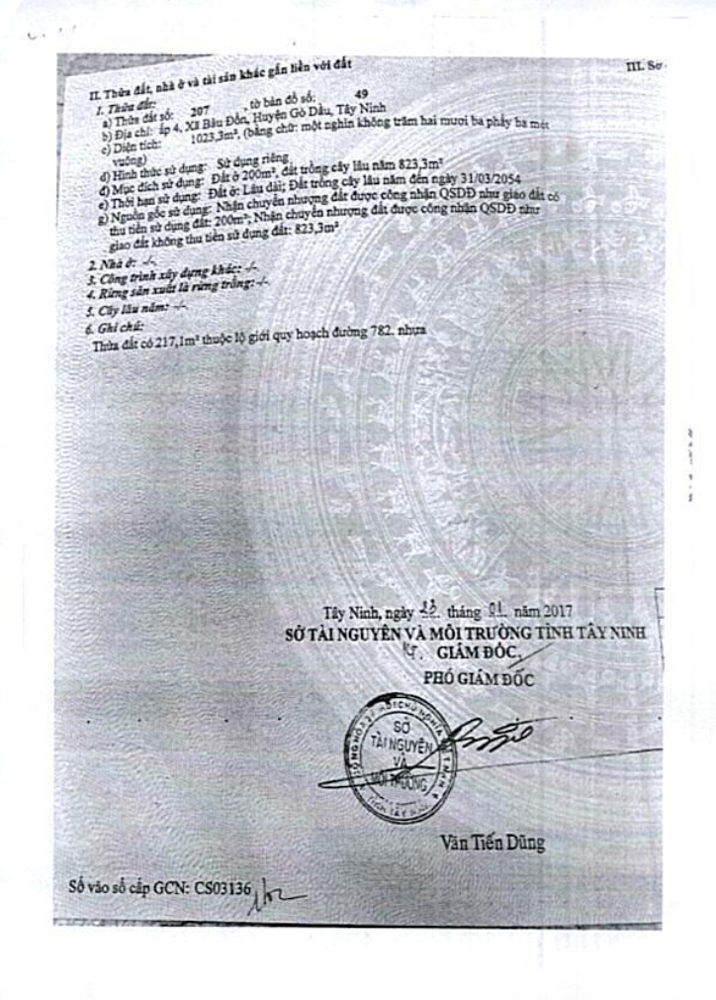 II. Thửa đất, nhà ở và tài sản khác gắn liền với đất
III. Sơ
1. Thửa đất:
a) Thửa đất số: 207 , tờ bản đồ số: 49
b) Địa chỉ: ấp 4, Xã Bàu Đồn, Huyện Gò Dầu, Tây Ninh
c) Diện tích: 1023,3m², (bằng chữ: một nghìn không trăm hai mươi ba phẩy ba mét
vuông)
d) Hình thức sử dụng: Sử dụng riêng
đ) Mục đích sử dụng: Đất ở 200m², đất trồng cây lâu năm 823,3m²
e) Thời hạn sử dụng: Đất ở: Lâu dài; Đất trồng cây lâu năm đến ngày 31/03/2054
g) Nguồn gốc sử dụng: Nhận chuyển nhượng đất được công nhận QSDĐ như giao đất có
thu tiền sử dụng đất: 200m²; Nhận chuyển nhượng đất được công nhận QSDĐ như
giao đất không thu tiền sử dụng đất: 823,3m²
2. Nhà ở: -/-
3. Công trình xây dựng khác: -/-
4. Rừng sản xuất là rừng trồng: -/-
5. Cây lâu năm: -/-
6. Ghi chú:
Thửa đất có 217,1m² thuộc lộ giới quy hoạch đường 782. nhựa
Tây Ninh, ngày tháng 01 năm 2017
SỞ TÀI NGUYÊN VÀ MÔI TRƯỜNG TỈNH TÂY NINH
KT. GIÁM ĐỐC
PHÓ GIÁM ĐỐC
SỞ
TÀI NGUYÊN
VÀ
MÔI TRƯỜNG
Văn Tiến Dũng
Số vào sổ cấp GCN: CS03136